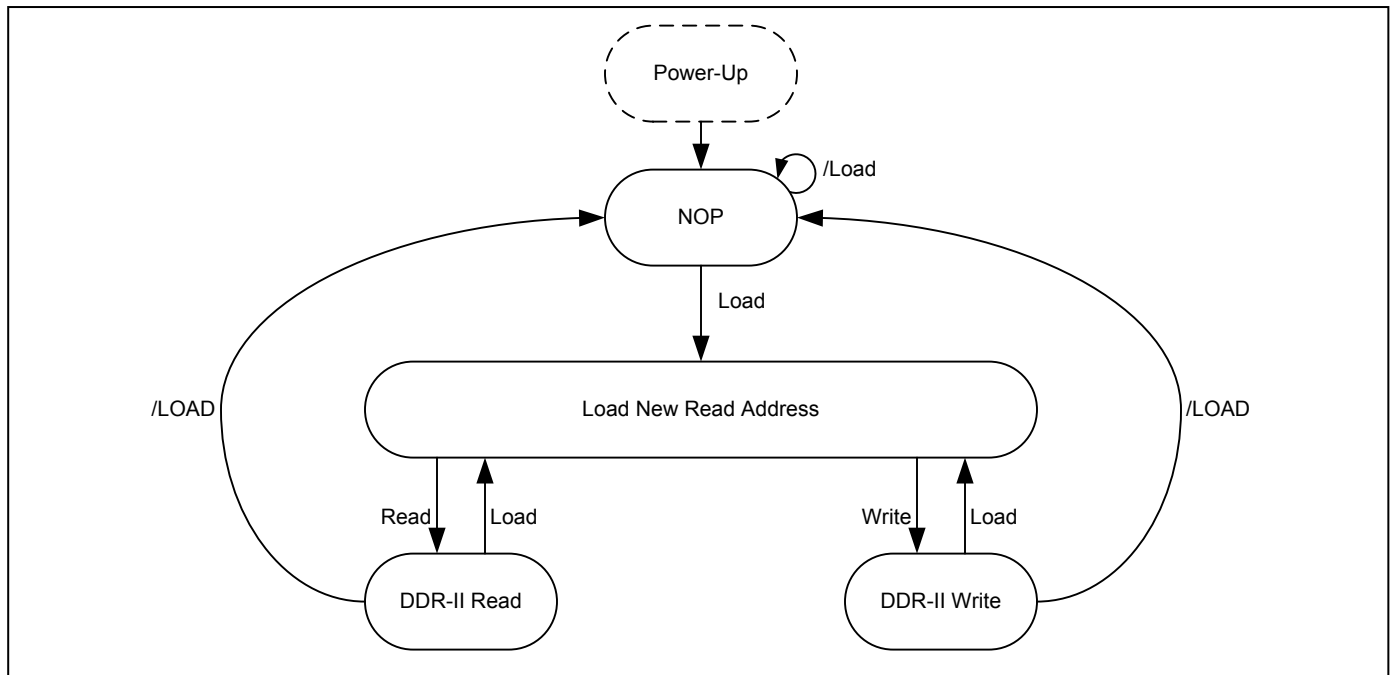 Power-Up
/Load
NOP
Load
Load New Read Address
/LOAD
/LOAD
Read
Load
Write
Load
DDR-II Read
DDR-II Write